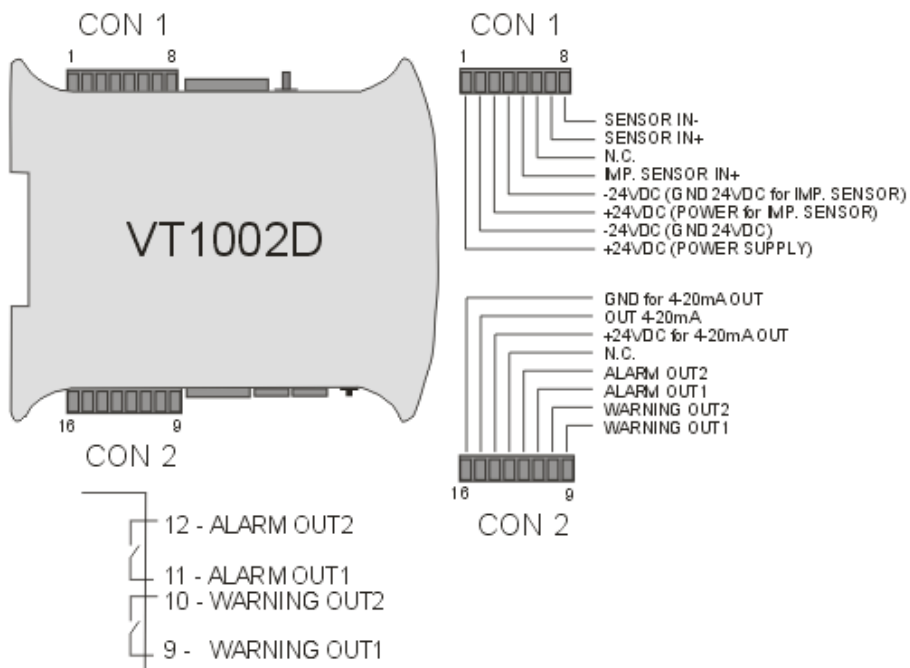 CON 1
1 8
VT1002D
16 9
CON 2
12 - ALARM OUT2
11 - ALARM OUT1
10 - WARNING OUT2
9 - WARNING OUT1
CON 1
1 8
SENSOR IN-
SENSOR IN+
N.C.
IMP. SENSOR IN+
-24VDC (GND 24VDC for IMP. SENSOR)
+24VDC (POWER for IMP. SENSOR)
-24VDC (GND 24VDC)
+24VDC (POWER SUPPLY)
GND for 4-20mA OUT
OUT 4-20mA
+24VDC for 4-20mA OUT
N.C.
ALARM OUT2
ALARM OUT1
WARNING OUT2
WARNING OUT1
16 9
CON 2